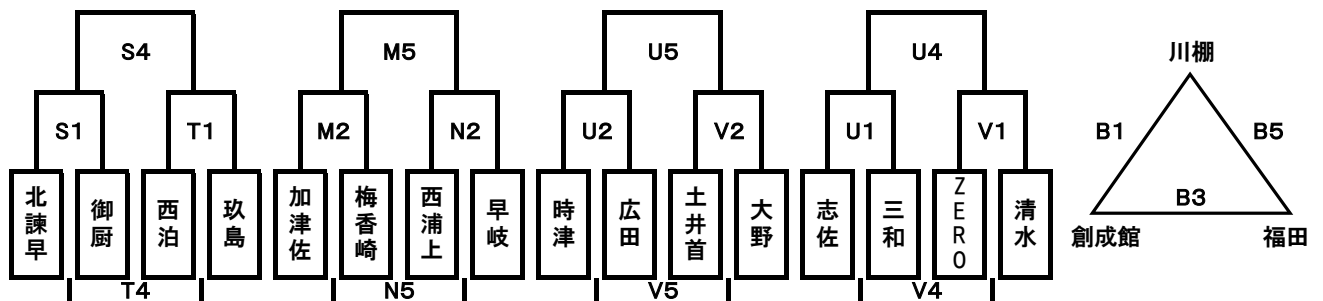 S4 M5 U5 U4 川棚
S1 T1 M2 N2 U2 V2 U1 V1 B1 B5
北諫早 御厨 西泊 玖島 加津佐 梅香崎 西浦上 早岐 時津 広田 土井首 大野 志佐 三和 ZERO 清水 B3
創成館 福田
T4 N5 V5 V4